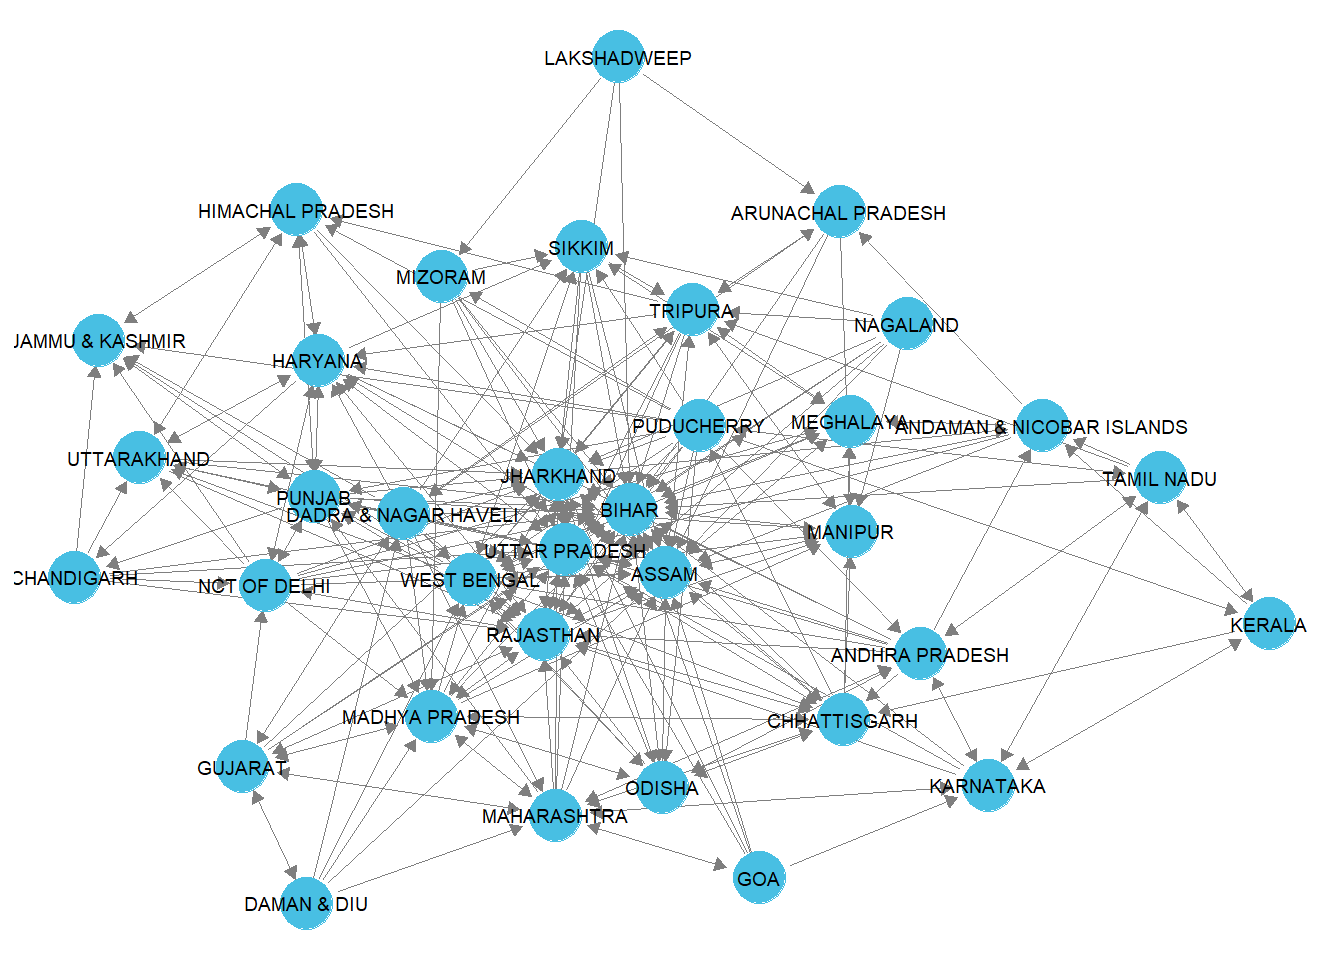 LAKSHADWEEP
HIMACHAL PRADESH
ARUNACHAL PRADESH
SIKKIM
MIZORAM
TRIPURA
NAGALAND
JAMMU & KASHMIR
HARYANA
PUDUCHERRY
MEGHALAYA
ANDAMAN & NICOBAR ISLANDS
UTTARAKHAND
JHARKHAND
TAMIL NADU
PUNJAB
DADRA & NAGAR HAVELI
BIHAR
MANIPUR
UTTAR PRADESH
CHANDIGARH
NCT OF DELHI
WEST BENGAL
ASSAM
KERALA
RAJASTHAN
ANDHRA PRADESH
MADHYA PRADESH
CHHATTISGARH
GUJARAT
ODISHA
KARNATAKA
MAHARASHTRA
GOA
DAMAN & DIU